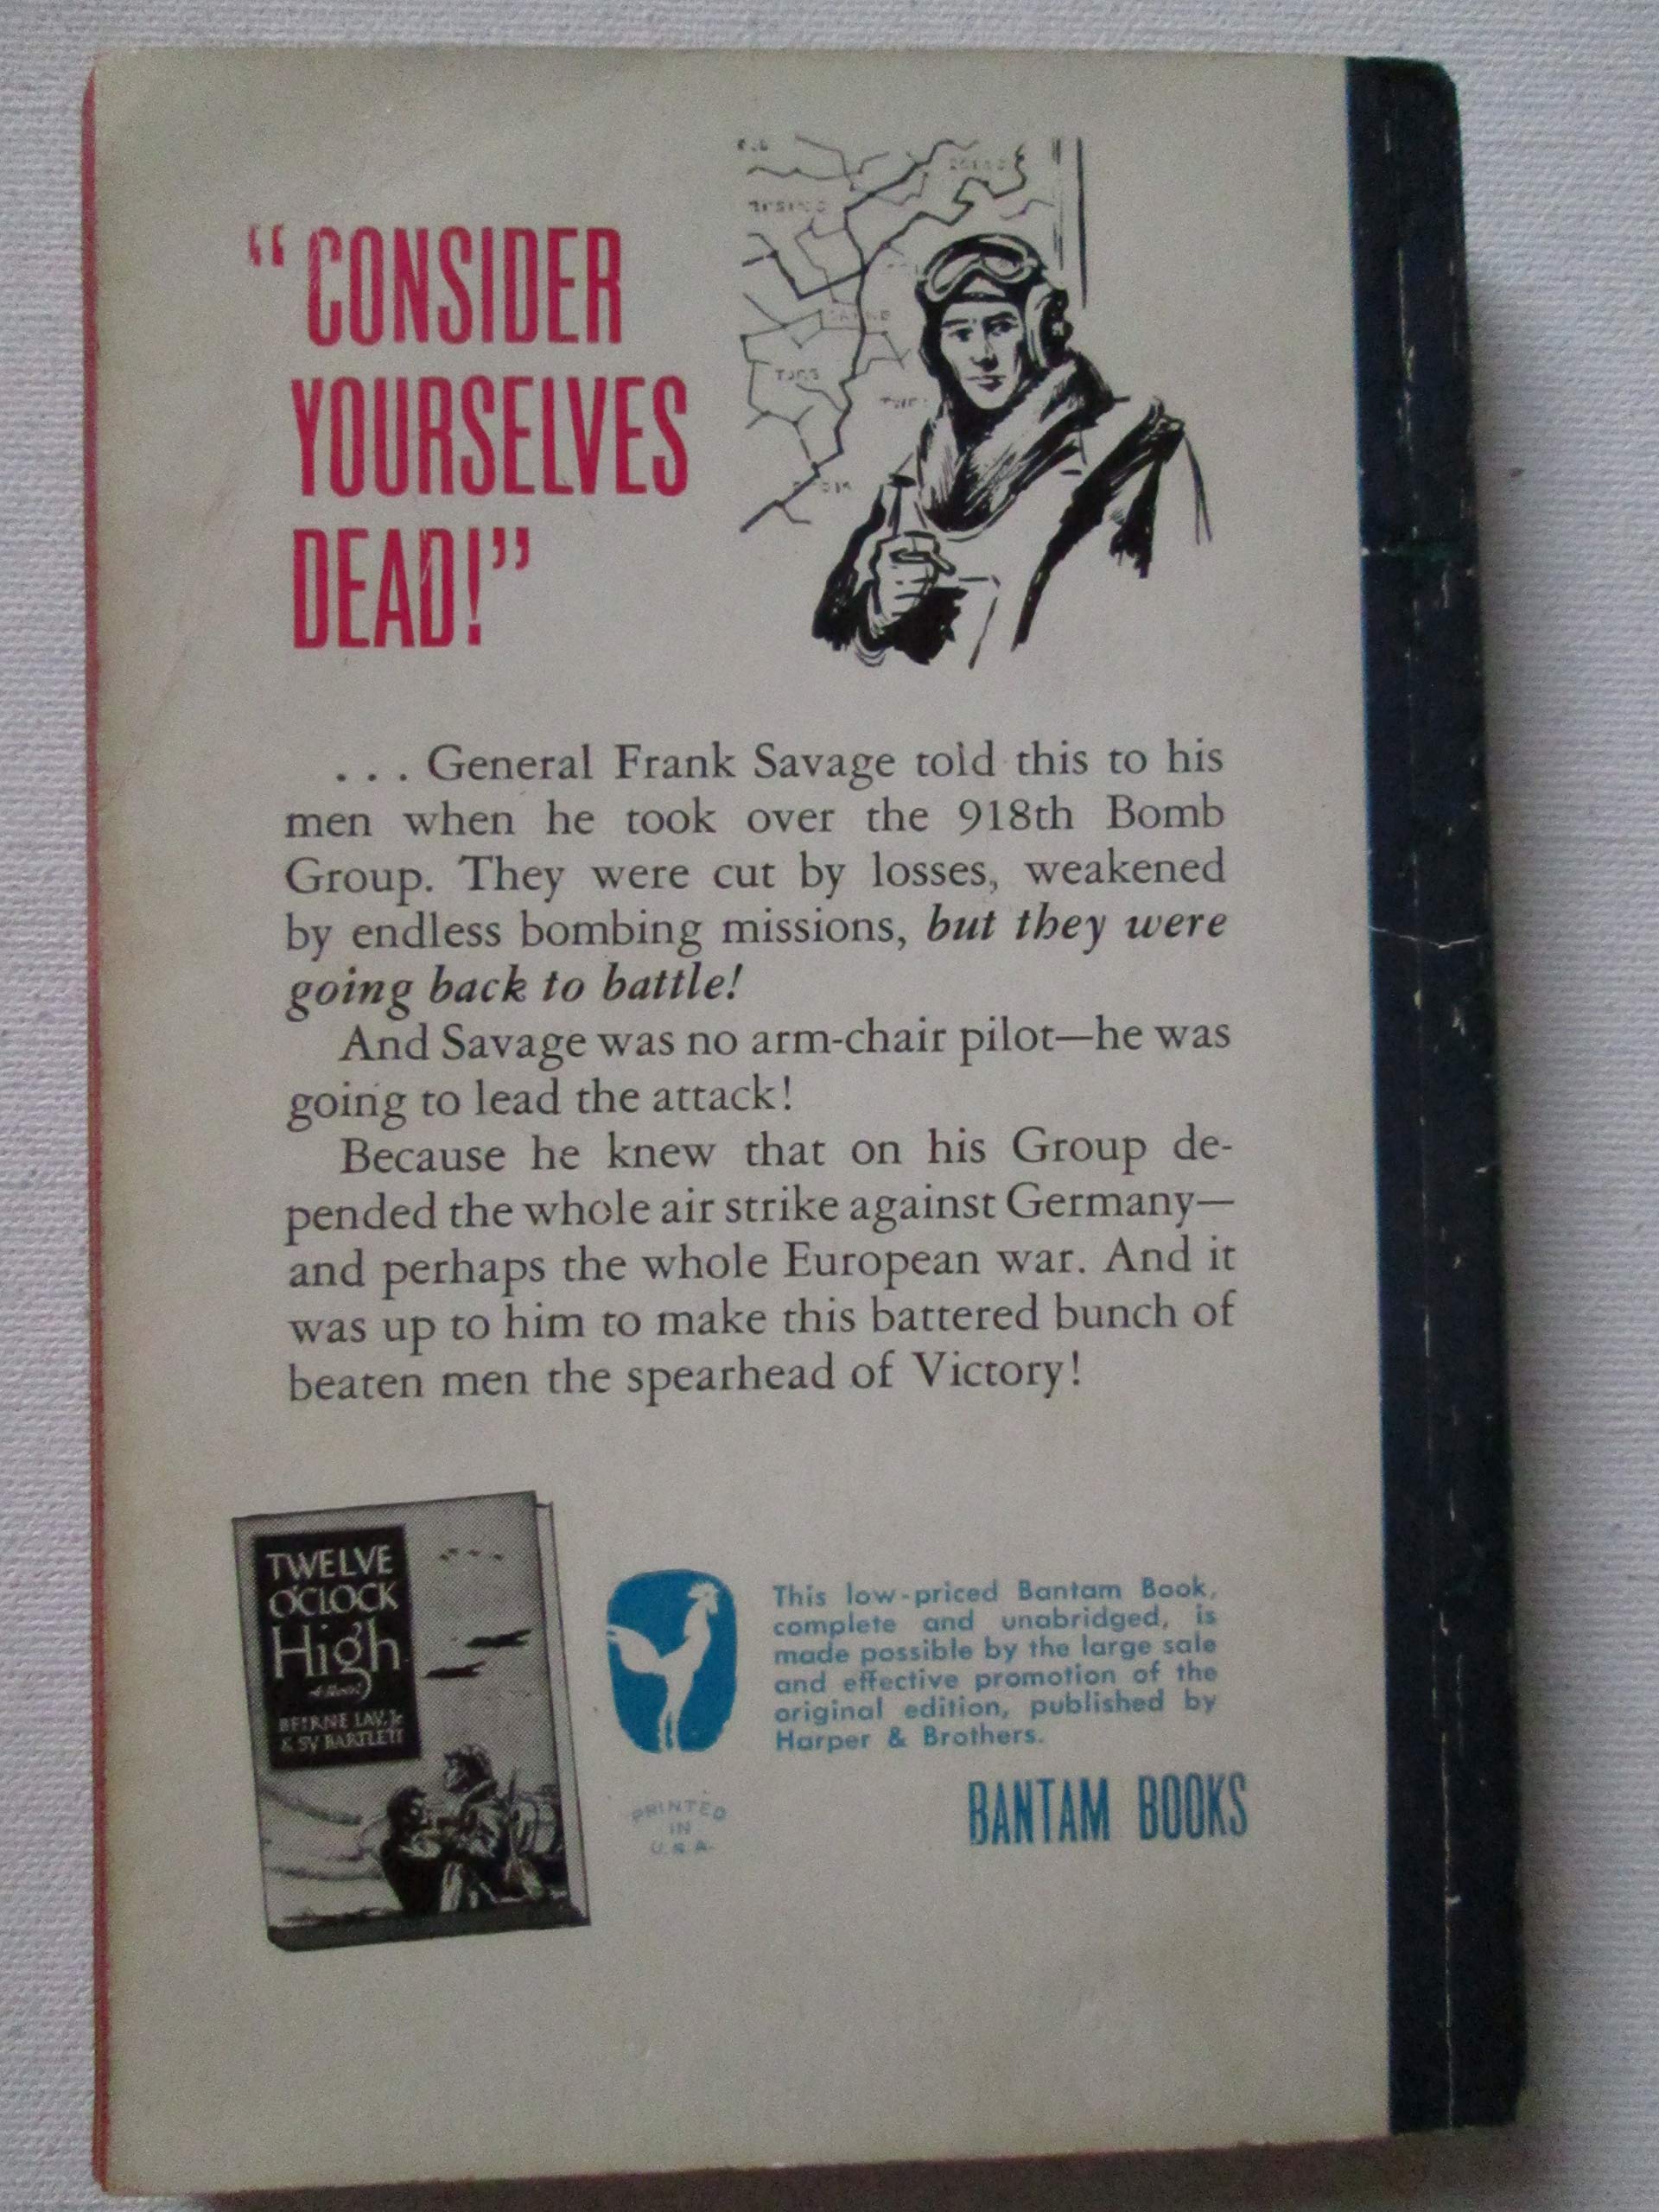 “CONSIDER
YOURSELVES
DEAD!”
. . . General Frank Savage told this to his
men when he took over the 918th Bomb
Group. They were cut by losses, weakened
by endless bombing missions, but they were
going back to battle!
And Savage was no arm-chair pilot—he was
going to lead the attack!
Because he knew that on his Group de-
pended the whole air strike against Germany—
and perhaps the whole European war. And it
was up to him to make this battered bunch of
beaten men the spearhead of Victory!
TWELVE
O'CLOCK
High
A Novel
BEIRNE LAY, Jr
& SY BARTLETT
This low-priced Bantam Book,
complete and unabridged, is
made possible by the large sale
and effective promotion of the
original edition, published by
Harper & Brothers.
PRINTED
IN
U.S.A.
BANTAM BOOKS